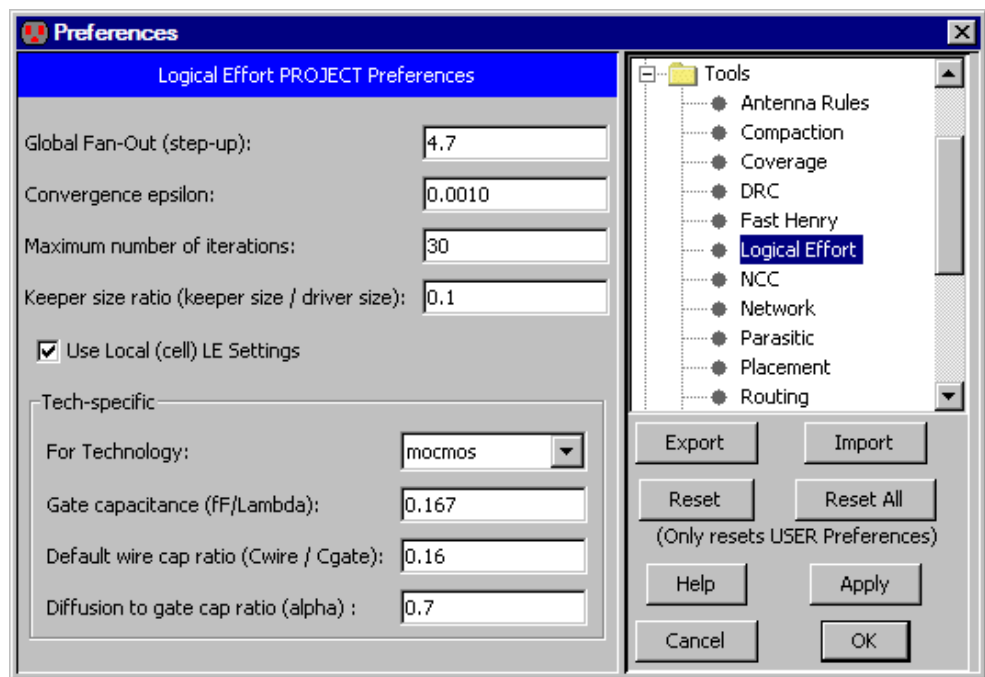 Preferences
Logical Effort PROJECT Preferences
Global Fan-Out (step-up): 4.7
Convergence epsilon: 0.0010
Maximum number of iterations: 30
Keeper size ratio (keeper size / driver size): 0.1
Use Local (cell) LE Settings
Tech-specific
For Technology: mocmos
Gate capacitance (fF/Lambda): 0.167
Default wire cap ratio (Cwire / Cgate): 0.16
Diffusion to gate cap ratio (alpha) : 0.7
Tools
Antenna Rules
Compaction
Coverage
DRC
Fast Henry
Logical Effort
NCC
Network
Parasitic
Placement
Routing
Export Import
Reset Reset All
(Only resets USER Preferences)
Help Apply
Cancel OK